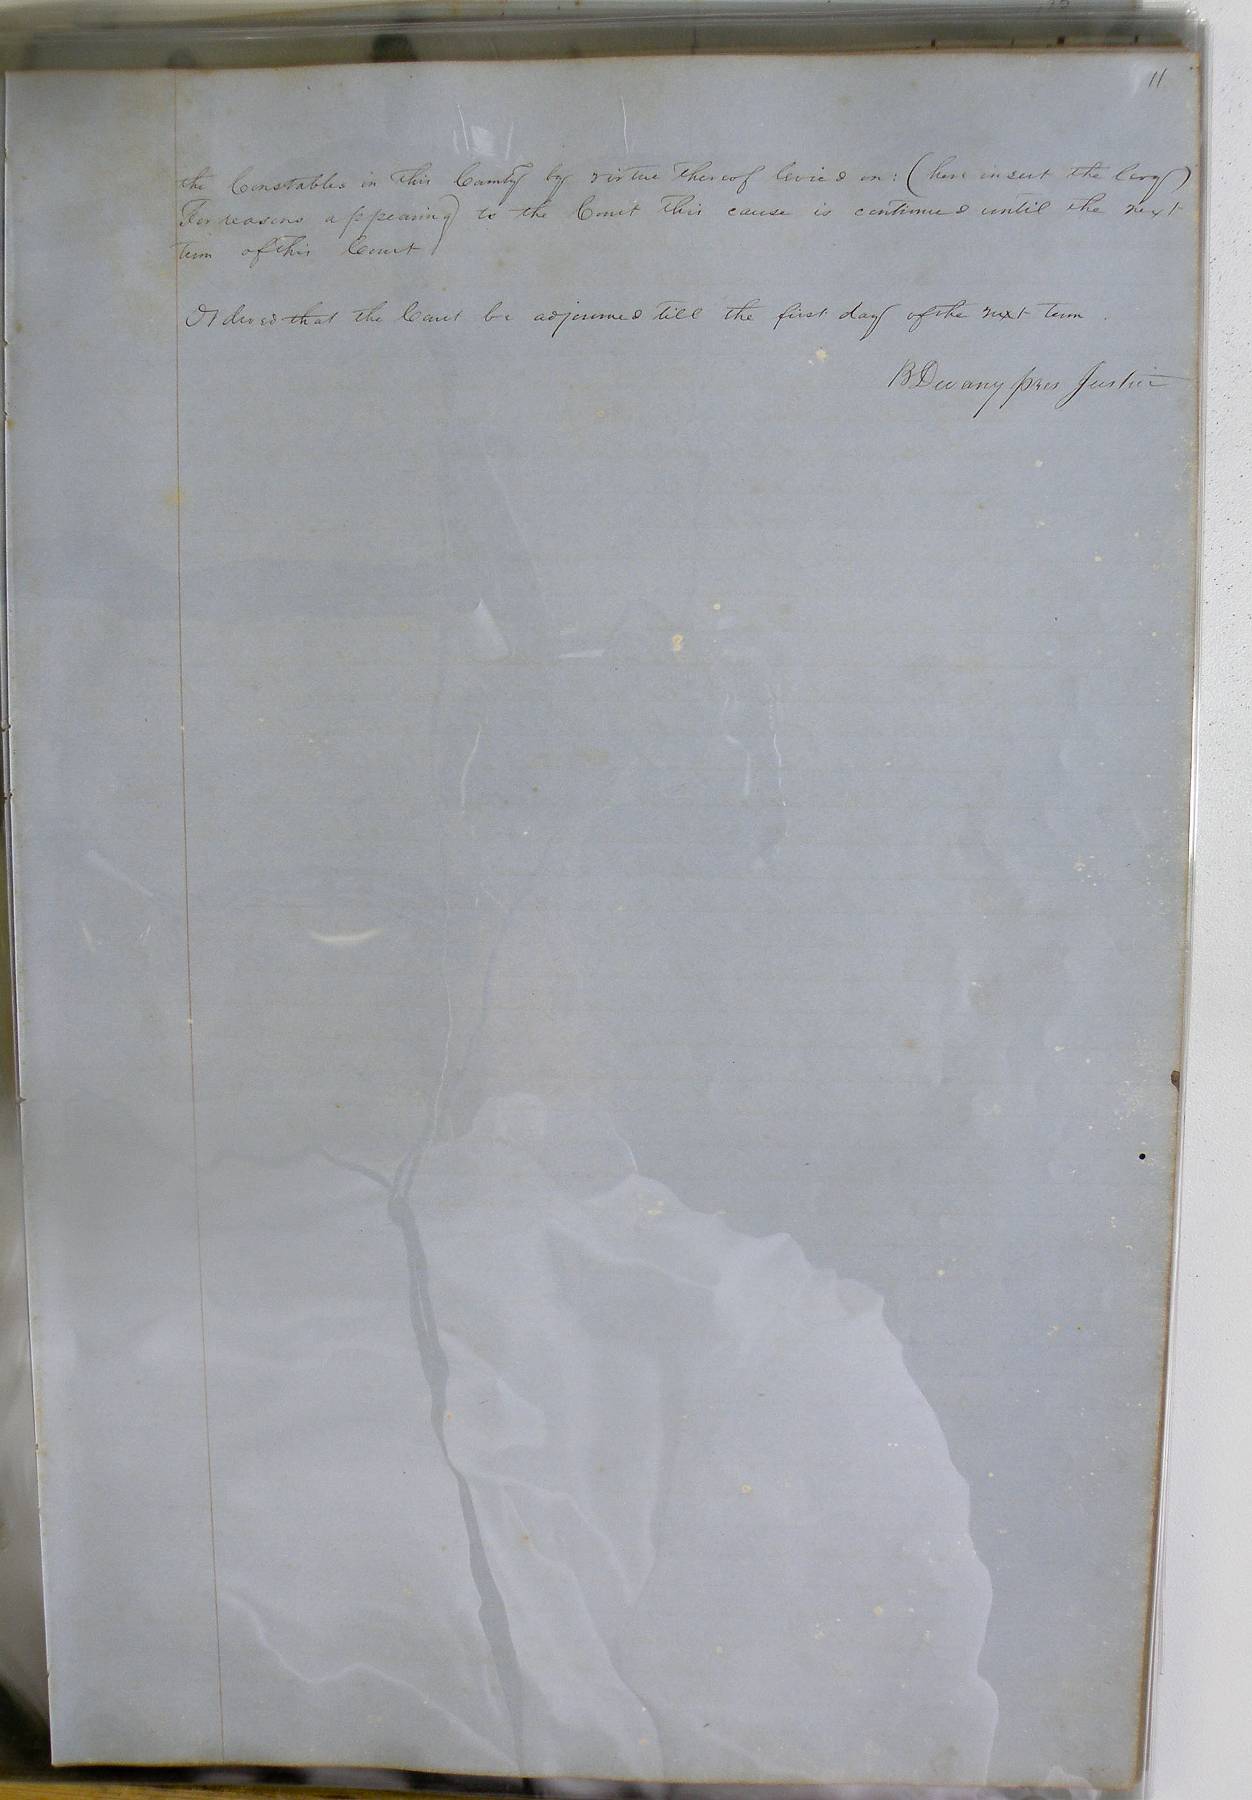 11
the Constables in this County by virtue thereof levied on: (here insert the levy)
For reasons appearing) to the Court this cause is continued until the next
term of this Court )
Ordered that the Court be adjourned till the first day of the next term.
B Dewany pres Justice